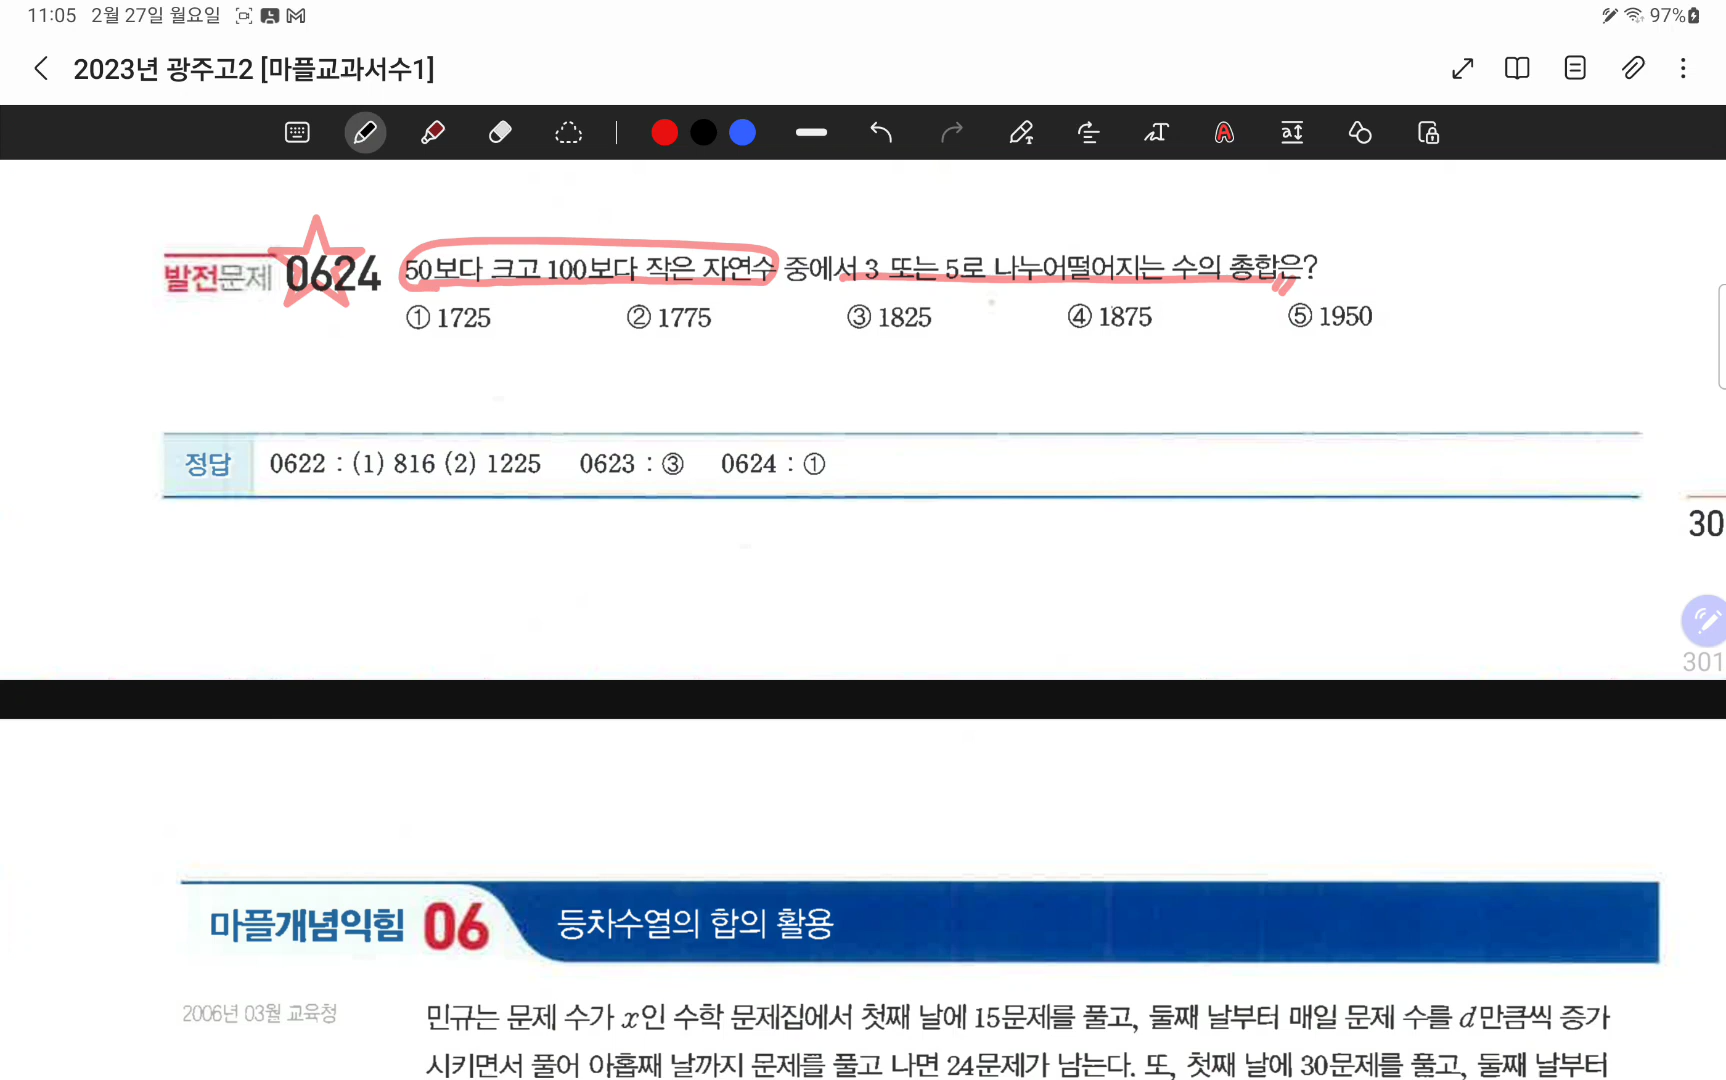 11:05 2월 27일 월요일
97%
2023년 광주고2 [마플교과서수1]
발전문제 0624 50보다 크고 100보다 작은 자연수 중에서 3 또는 5로 나누어떨어지는 수의 총합은?
① 1725 ② 1775 ③ 1825 ④ 1875 ⑤ 1950
정답 0622 : (1) 816 (2) 1225 0623 : ③ 0624 : ①
30
301
마플개념익힘 06 등차수열의 합의 활용
2006년 03월 교육청
민규는 문제 수가 x인 수학 문제집에서 첫째 날에 15문제를 풀고, 둘째 날부터 매일 문제 수를 d만큼씩 증가
시키면서 풀어 아홉째 날까지 문제를 풀고 나면 24문제가 남는다. 또, 첫째 날에 30문제를 풀고, 둘째 날부터